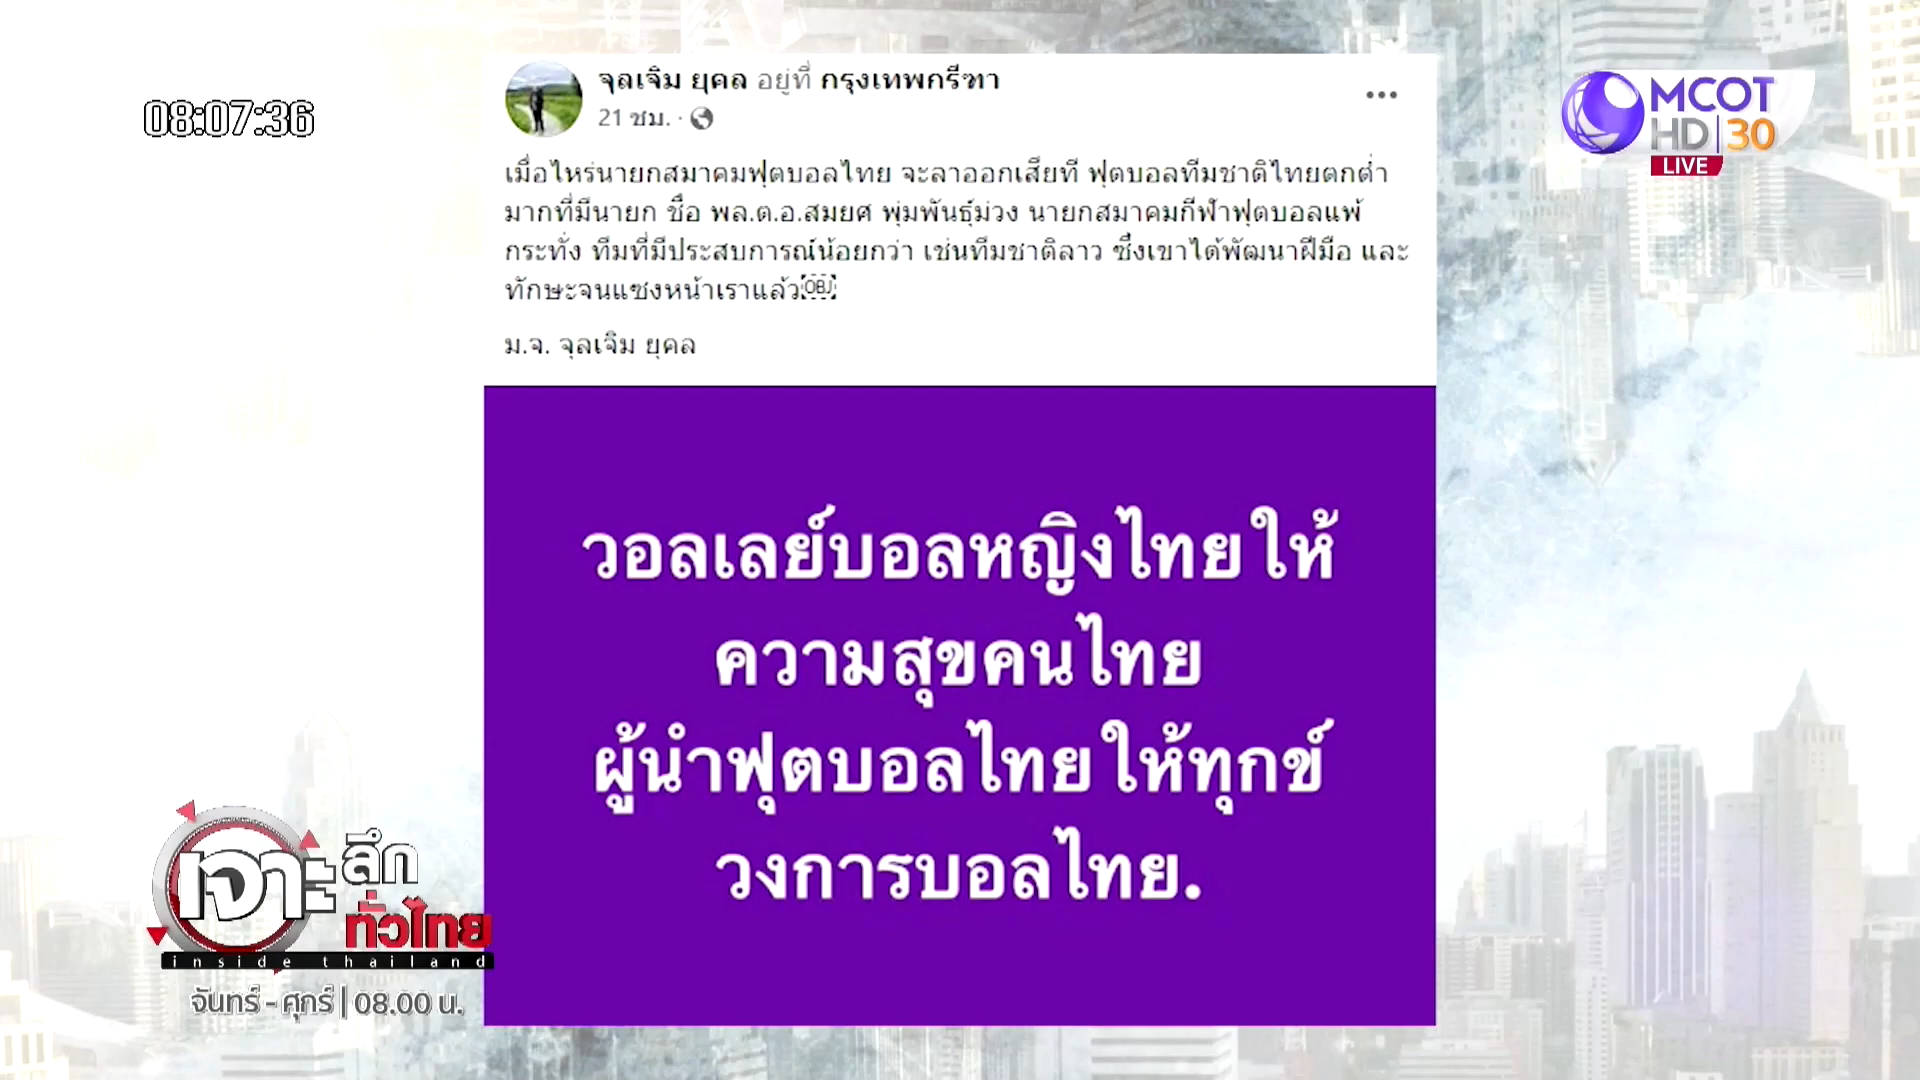 08:07:36
จุลเจิม ยุคล อยู่ที่ กรุงเทพกรีฑา
21 ชม. ·
MCOT
HD|30
LIVE
เมื่อไหร่นายกสมาคมฟุตบอลไทย จะลาออกเสียที ฟุตบอลทีมชาติไทยตกต่ำ
มากที่มีนายก ชื่อ พล.ต.อ.สมยศ พุ่มพันธุ์ม่วง นายกสมาคมกีฬาฟุตบอลแพ้
กระทั่ง ทีมที่มีประสบการณ์น้อยกว่า เช่นทีมชาติลาว ซึ่งเขาได้พัฒนาฝีมือ และ
ทักษะจนแซงหน้าเราแล้ว￼
ม.จ. จุลเจิม ยุคล
วอลเลย์บอลหญิงไทยให้
ความสุขคนไทย
ผู้นำฟุตบอลไทยให้ทุกข์
วงการบอลไทย.
เจาะลึก
ทั่วไทย
inside thailand
จันทร์ - ศุกร์ | 08.00 น.